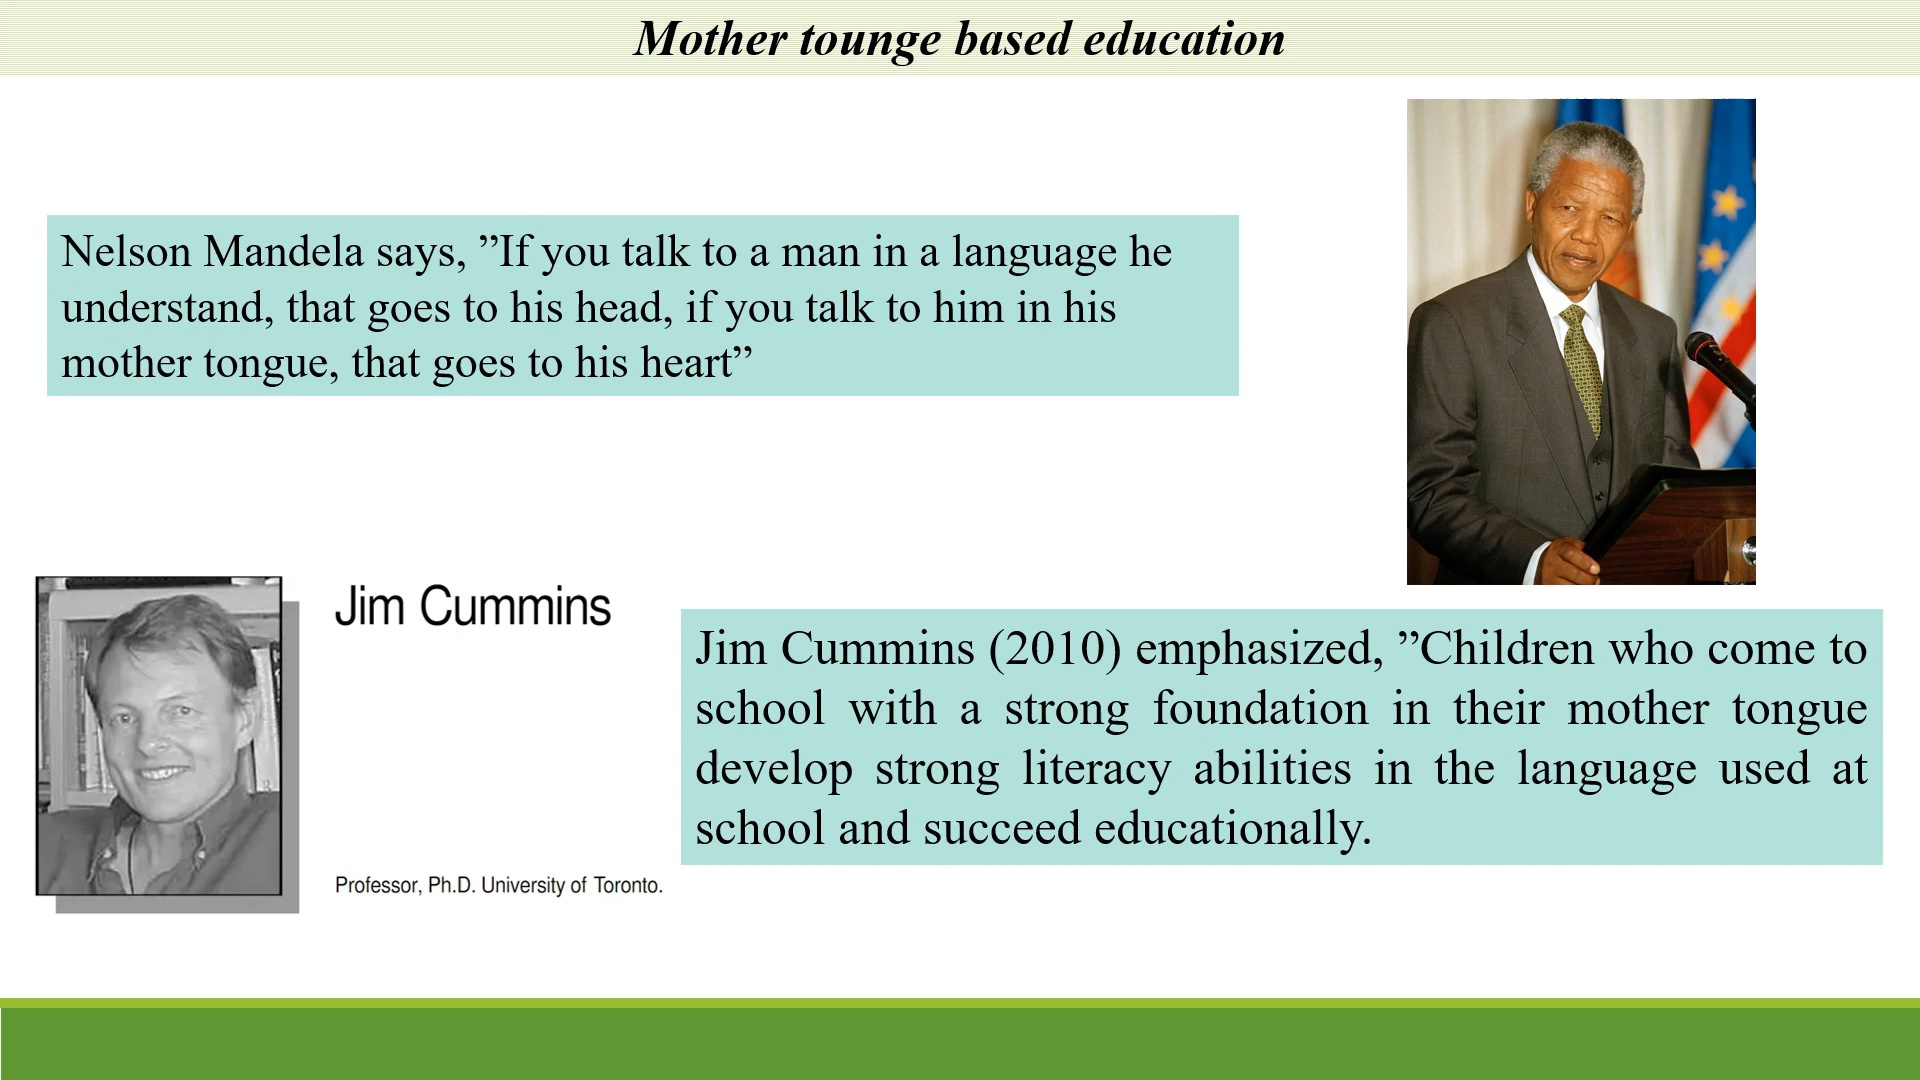 Mother tounge based education
Nelson Mandela says, ”If you talk to a man in a language he
understand, that goes to his head, if you talk to him in his
mother tongue, that goes to his heart”
Jim Cummins
Jim Cummins (2010) emphasized, ”Children who come to
school with a strong foundation in their mother tongue
develop strong literacy abilities in the language used at
school and succeed educationally.
Professor, Ph.D. University of Toronto.